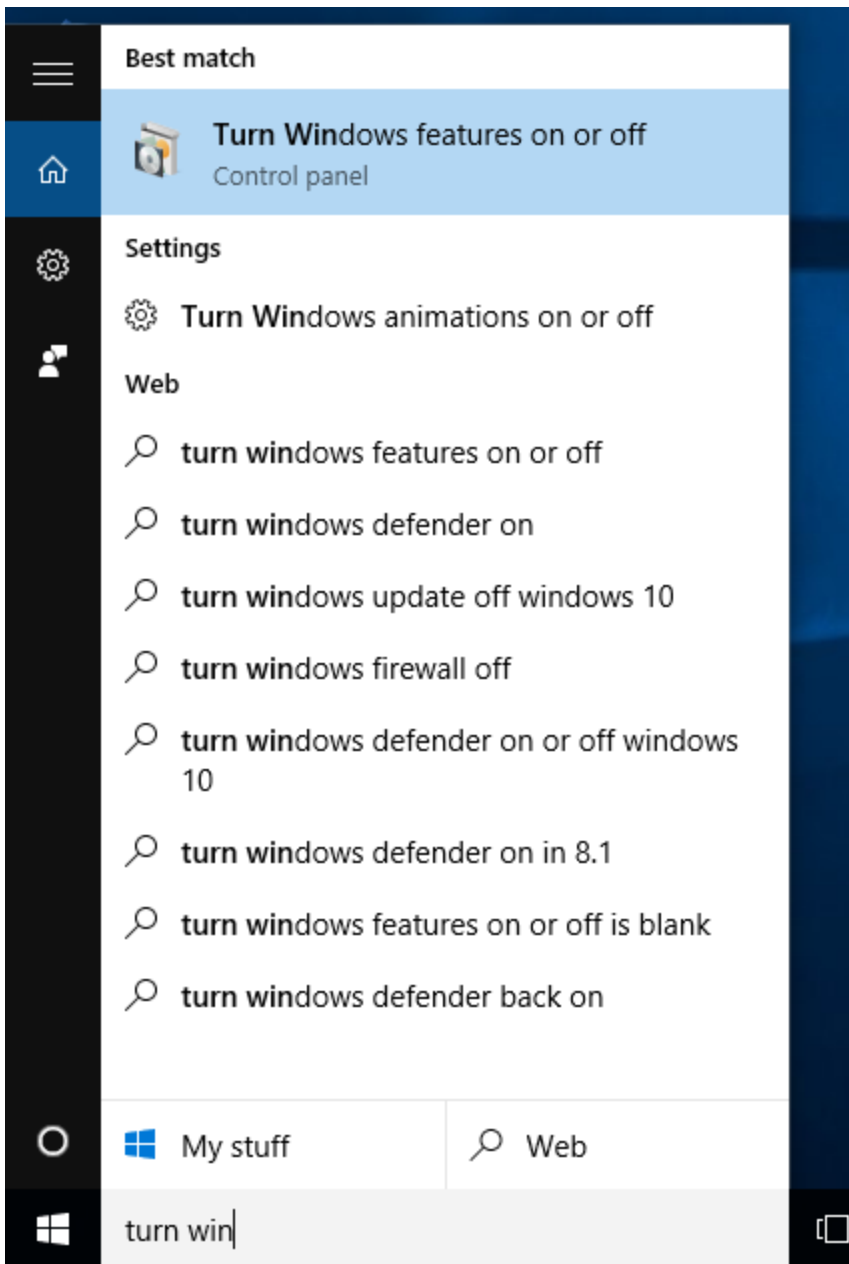 Best match
Turn Windows features on or off
Control panel
Settings
Turn Windows animations on or off
Web
turn windows features on or off
turn windows defender on
turn windows update off windows 10
turn windows firewall off
turn windows defender on or off windows
10
turn windows defender on in 8.1
turn windows features on or off is blank
turn windows defender back on
My stuff
Web
turn win